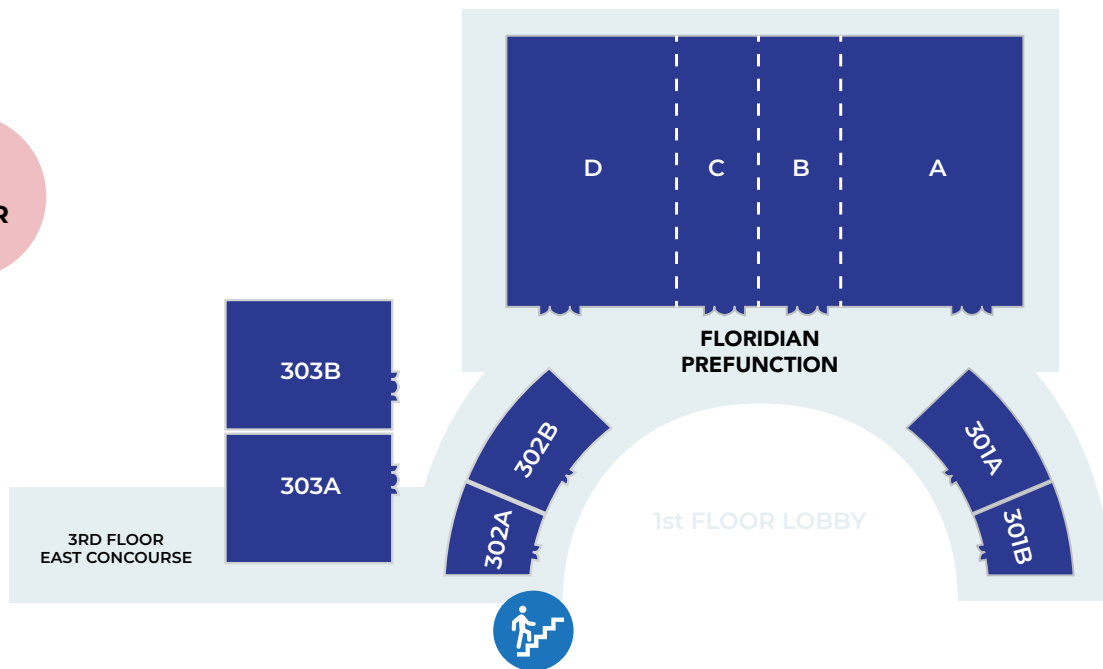 D
C
B
A
R
FLORIDIAN
PREFUNCTION
303B
302B
301A
303A
302A
301B
1st FLOOR LOBBY
3RD FLOOR
EAST CONCOURSE